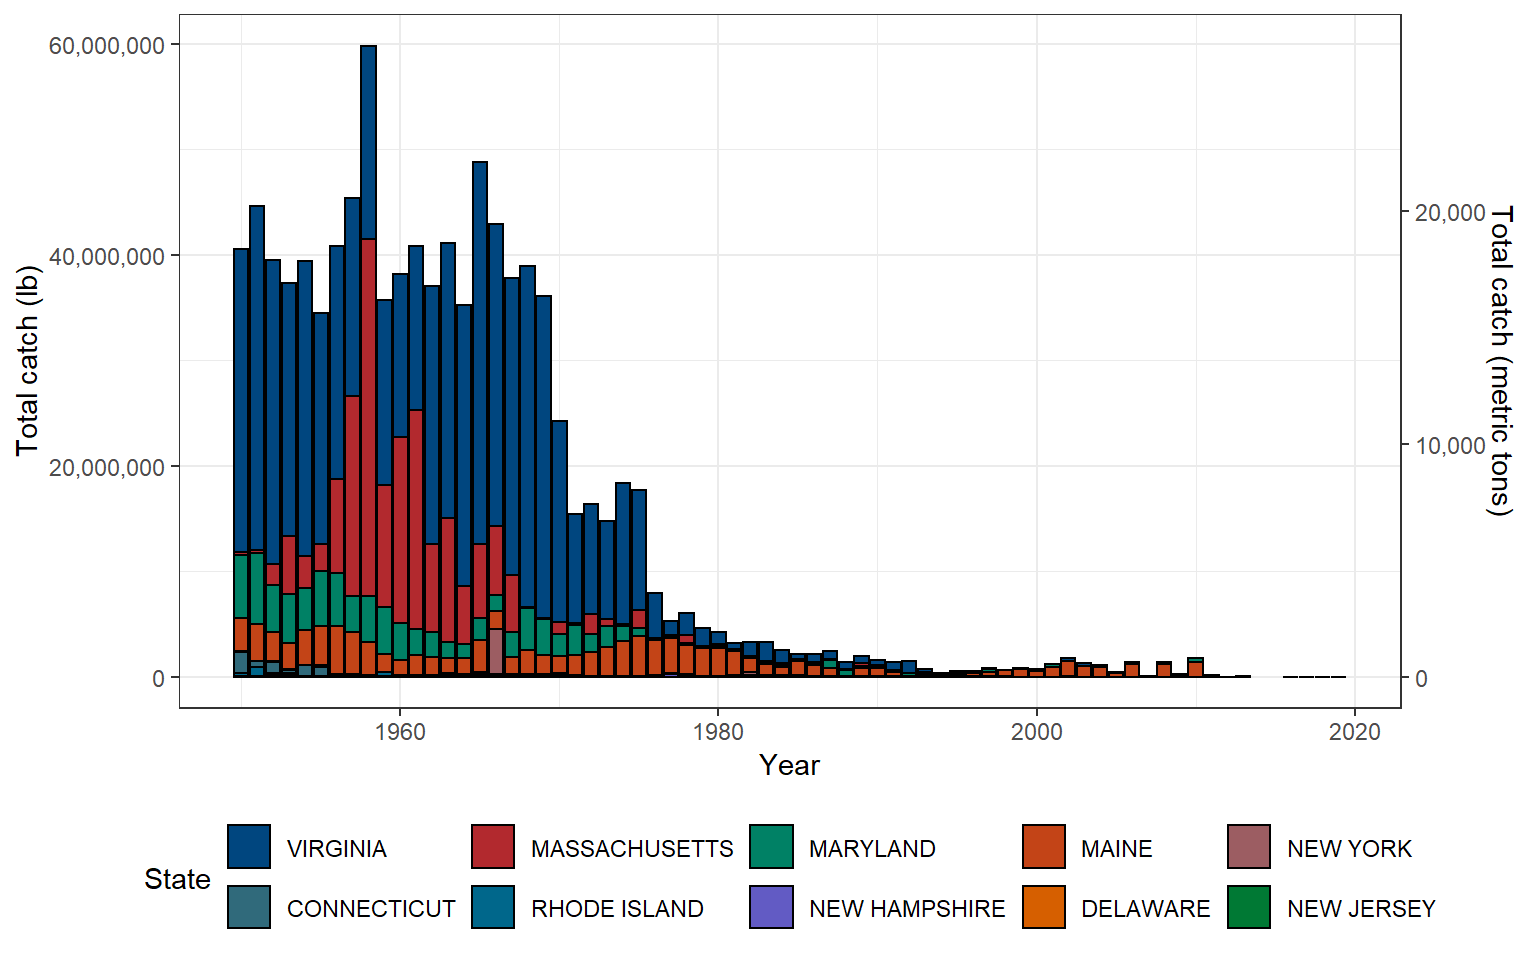 60,000,000
40,000,000
20,000,000
0
Total catch (lb)
20,000
10,000
0
Total catch (metric tons)
1960 1980 2000 2020
Year
State
VIRGINIA MASSACHUSETTS MARYLAND MAINE NEW YORK
CONNECTICUT RHODE ISLAND NEW HAMPSHIRE DELAWARE NEW JERSEY